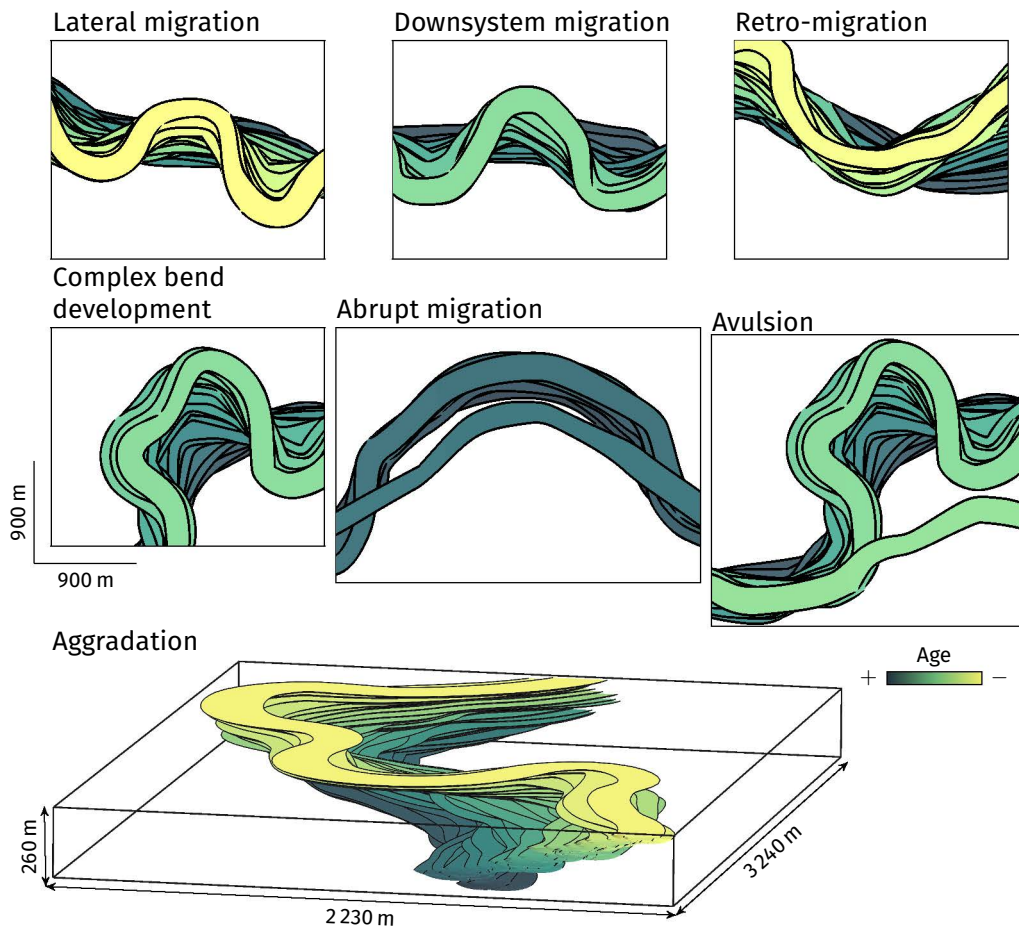 Lateral migration
Downsystem migration
Retro-migration
Complex bend
development
Abrupt migration
Avulsion
900 m
900 m
Aggradation
Age
+ −
260 m
2 230 m
3 240 m